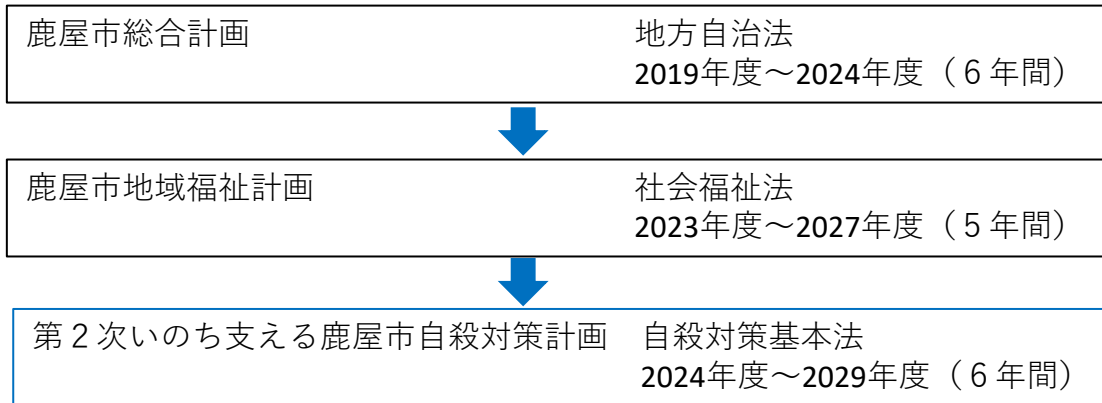 鹿屋市総合計画 地方自治法
2019年度～2024年度（６年間）
鹿屋市地域福祉計画 社会福祉法
2023年度～2027年度（５年間）
第２次いのち支える鹿屋市自殺対策計画 自殺対策基本法
2024年度～2029年度（６年間）